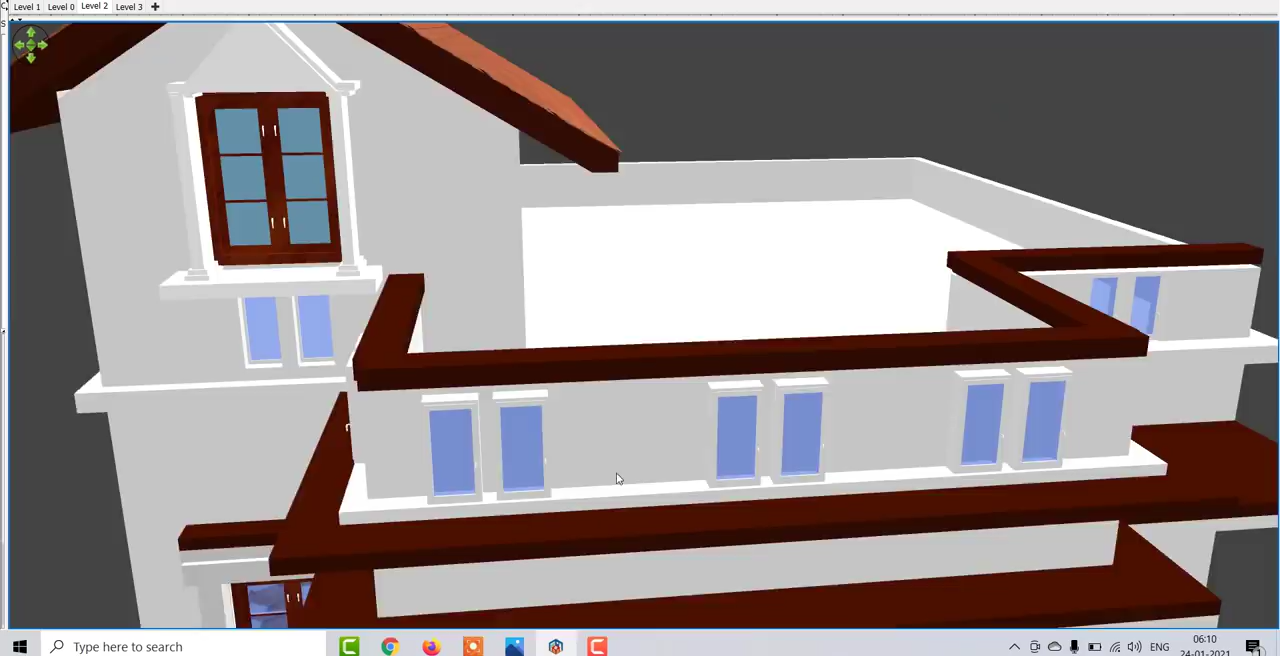 Level 1 Level 0 Level 2 Level 3
Type here to search
ENG
06:10
24-01-2021